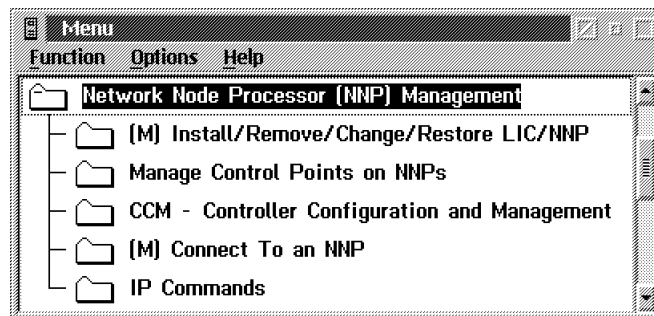 Menu
Function Options Help
Network Node Processor (NNP) Management
(M) Install/Remove/Change/Restore LIC/NNP
Manage Control Points on NNPs
CCM - Controller Configuration and Management
(M) Connect To an NNP
IP Commands